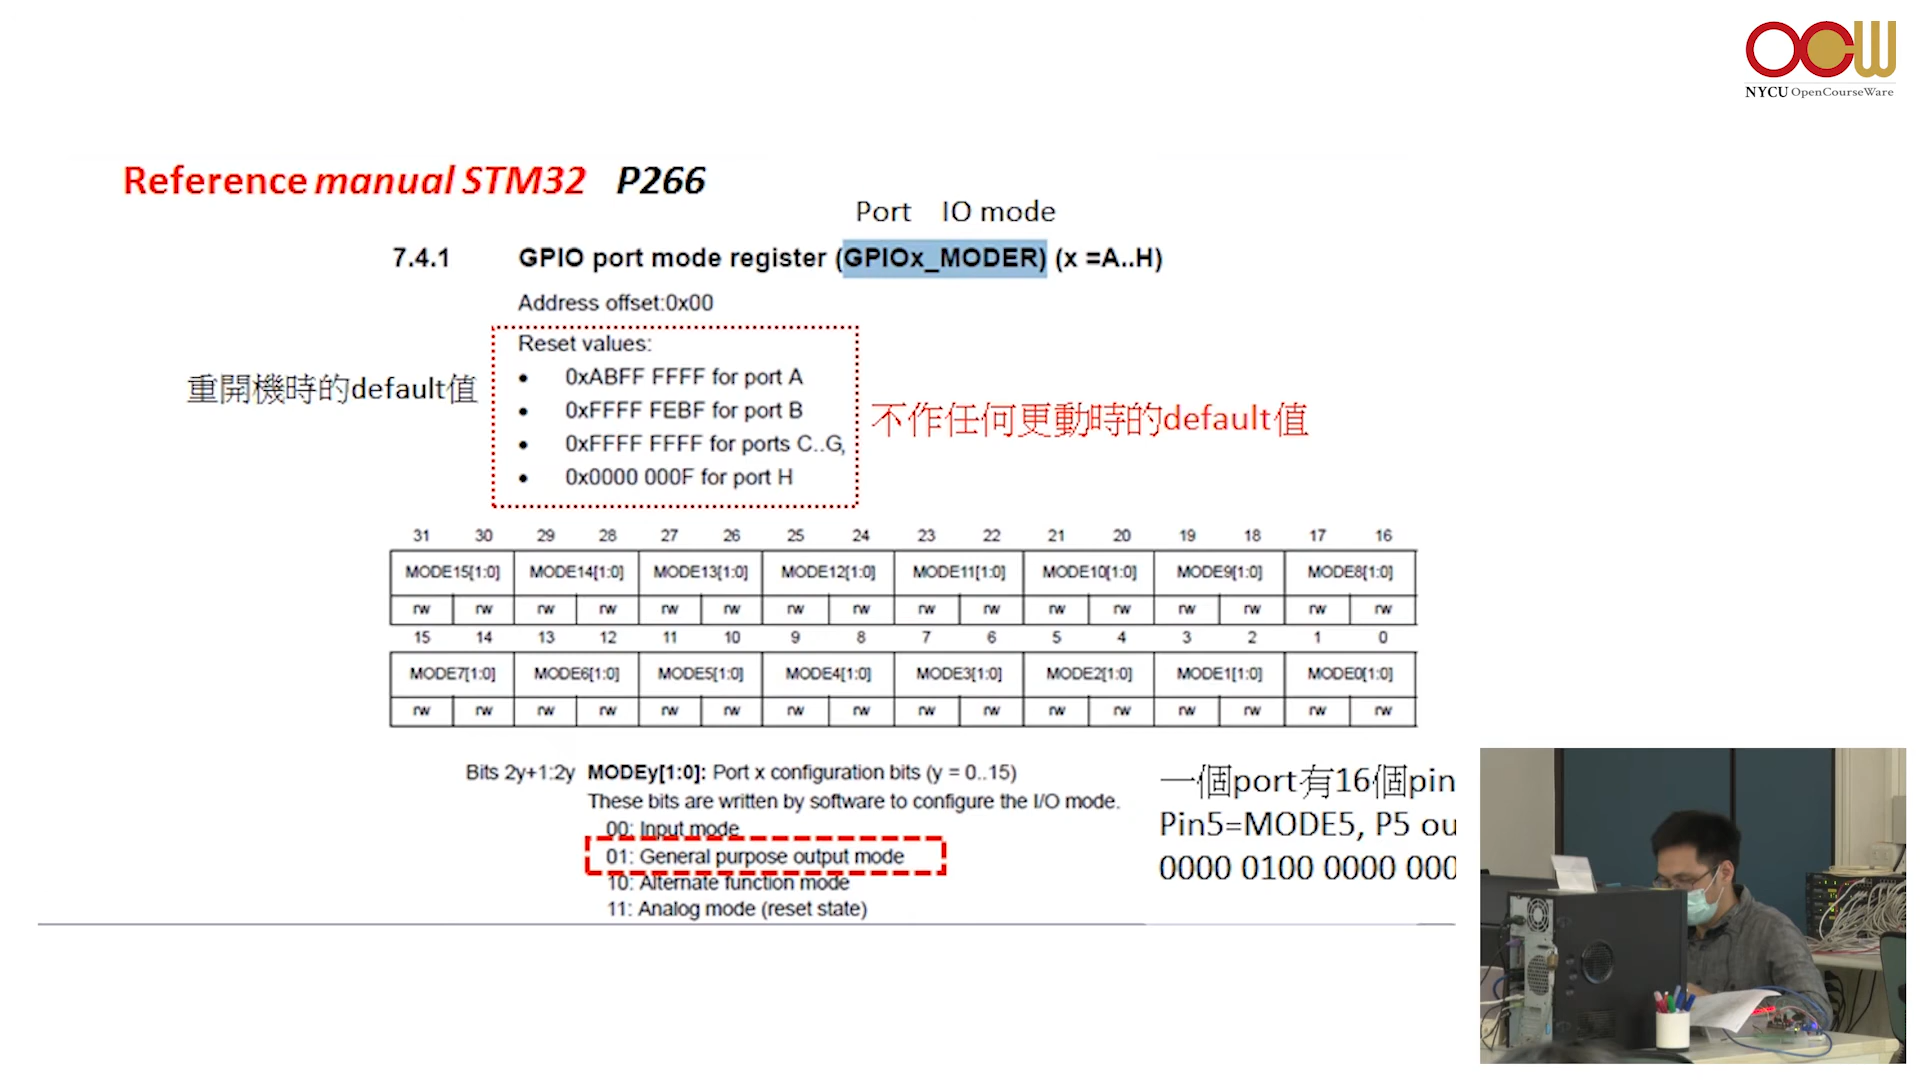 OCW
NYCU OpenCourseWare
Reference manual STM32 P266
Port IO mode
7.4.1 GPIO port mode register (GPIOx_MODER) (x =A..H)
Address offset:0x00
Reset values:
• 0xABFF FFFF for port A
• 0xFFFF FEBF for port B
• 0xFFFF FFFF for ports C..G,
• 0x0000 000F for port H
重開機時的default值
不作任何更動時的default值
31 30 29 28 27 26 25 24 23 22 21 20 19 18 17 16
MODE15[1:0] MODE14[1:0] MODE13[1:0] MODE12[1:0] MODE11[1:0] MODE10[1:0] MODE9[1:0] MODE8[1:0]
rw rw rw rw rw rw rw rw rw rw rw rw rw rw rw rw
15 14 13 12 11 10 9 8 7 6 5 4 3 2 1 0
MODE7[1:0] MODE6[1:0] MODE5[1:0] MODE4[1:0] MODE3[1:0] MODE2[1:0] MODE1[1:0] MODE0[1:0]
rw rw rw rw rw rw rw rw rw rw rw rw rw rw rw rw
Bits 2y+1:2y MODEy[1:0]: Port x configuration bits (y = 0..15)
These bits are written by software to configure the I/O mode.
00: Input mode
01: General purpose output mode
10: Alternate function mode
11: Analog mode (reset state)
一個port有16個pin
Pin5=MODE5, P5 ou
0000 0100 0000 000